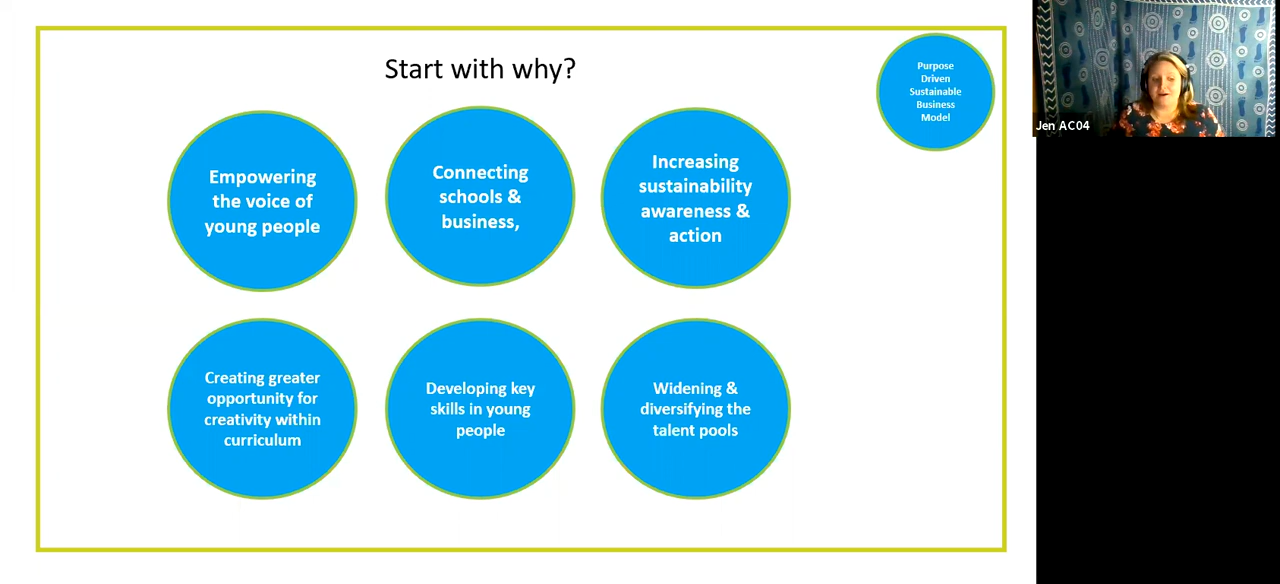 Start with why?
Purpose
Driven
Sustainable
Business
Model
Empowering
the voice of
young people
Connecting
schools &
business,
Increasing
sustainability
awareness &
action
Creating greater
opportunity for
creativity within
curriculum
Developing key
skills in young
people
Widening &
diversifying the
talent pools
Jen AC04